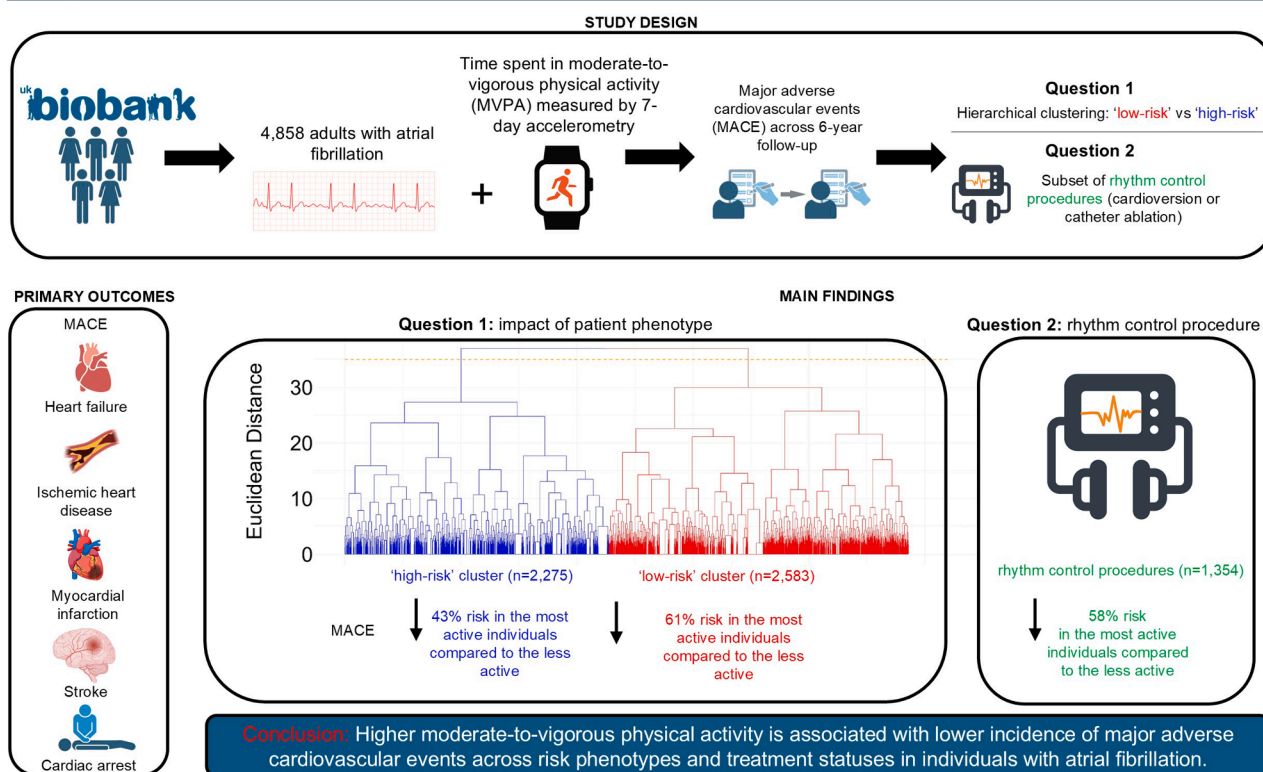 STUDY DESIGN
uk
biobank
4,858 adults with atrial
fibrillation
+
Time spent in moderate-to-
vigorous physical activity
(MVPA) measured by 7-
day accelerometry
Major adverse
cardiovascular events
(MACE) across 6-year
follow-up
Question 1
Hierarchical clustering: ‘low-risk’ vs ‘high-risk’
Question 2
Subset of rhythm control
procedures (cardioversion or
catheter ablation)
PRIMARY OUTCOMES
MACE
Heart failure
Ischemic heart
disease
Myocardial
infarction
Stroke
Cardiac arrest
MAIN FINDINGS
Question 1: impact of patient phenotype
Euclidean Distance
30
20
10
0
‘high-risk’ cluster (n=2,275)
‘low-risk’ cluster (n=2,583)
MACE
43% risk in the most
active individuals
compared to the less
active
61% risk in the most
active individuals
compared to the less
active
Question 2: rhythm control procedure
rhythm control procedures (n=1,354)
58% risk
in the most active
individuals compared
to the less active
Conclusion: Higher moderate-to-vigorous physical activity is associated with lower incidence of major adverse
cardiovascular events across risk phenotypes and treatment statuses in individuals with atrial fibrillation.